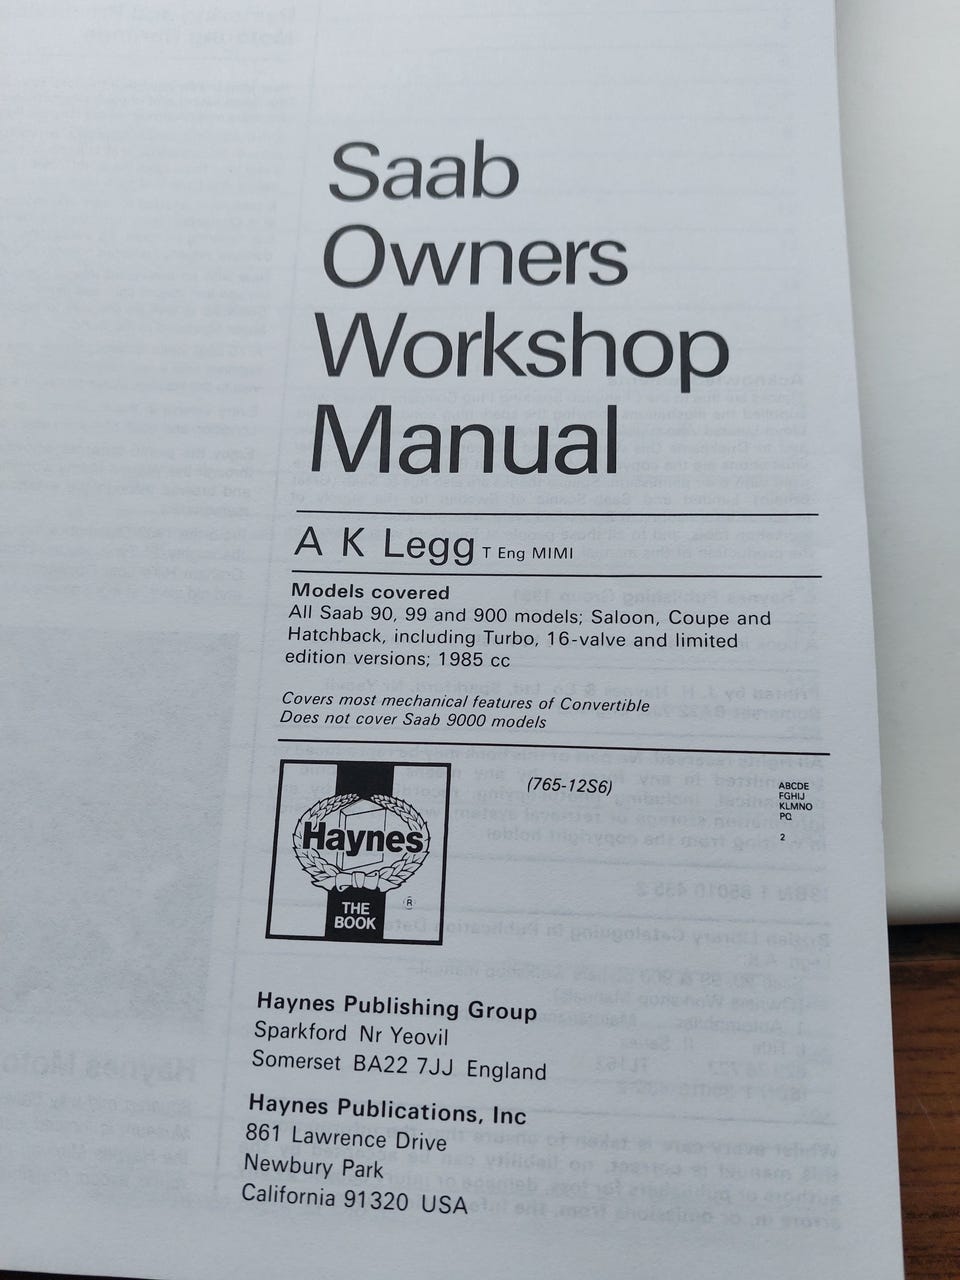 Saab
Owners
Workshop
Manual
A K Legg T Eng MIMI
Models covered
All Saab 90, 99 and 900 models; Saloon, Coupe and
Hatchback, including Turbo, 16-valve and limited
edition versions; 1985 cc
Covers most mechanical features of Convertible
Does not cover Saab 9000 models
(765-12S6)
ABCDE
FGHIJ
KLMNO
PQ
2
Haynes
®
THE
BOOK
Haynes Publishing Group
Sparkford Nr Yeovil
Somerset BA22 7JJ England
Haynes Publications, Inc
861 Lawrence Drive
Newbury Park
California 91320 USA